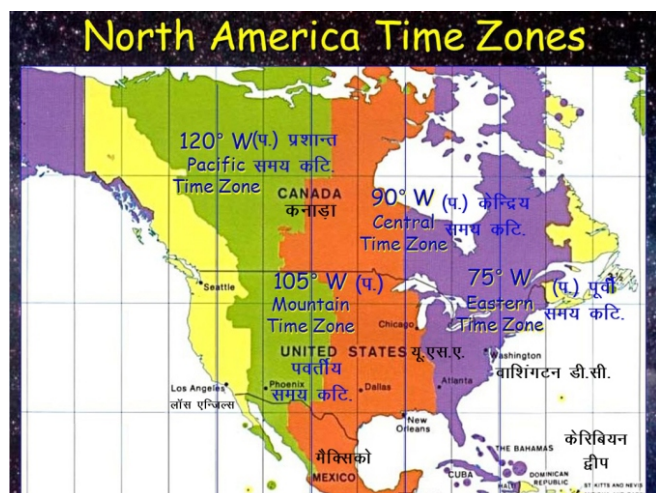 North America Time Zones
120° W(प.) प्रशान्त
Pacific समय कटि.
Time Zone
CANADA
कनाड़ा
90° W (प.) केन्द्रिय
Central समय कटि.
Time Zone
105° W (प.)
Mountain
Time Zone
75° W (प.) पूर्वी
Eastern समय कटि.
Time Zone
Seattle
Chicago
UNITED STATES यू.एस.ए.
Washington
वाशिंगटन डी.सी.
पवर्तीय
समय कटि.
Los Angeles
लॉस एन्जिल्स
Phoenix
Dallas
Atlanta
New
Orleans
मैक्सिको
MEXICO
THE BAHAMAS
केरिबियन
द्वीप
CUBA
DOMINICAN
REPUBLIC
HAITI
ST KITTS AND NEVIS